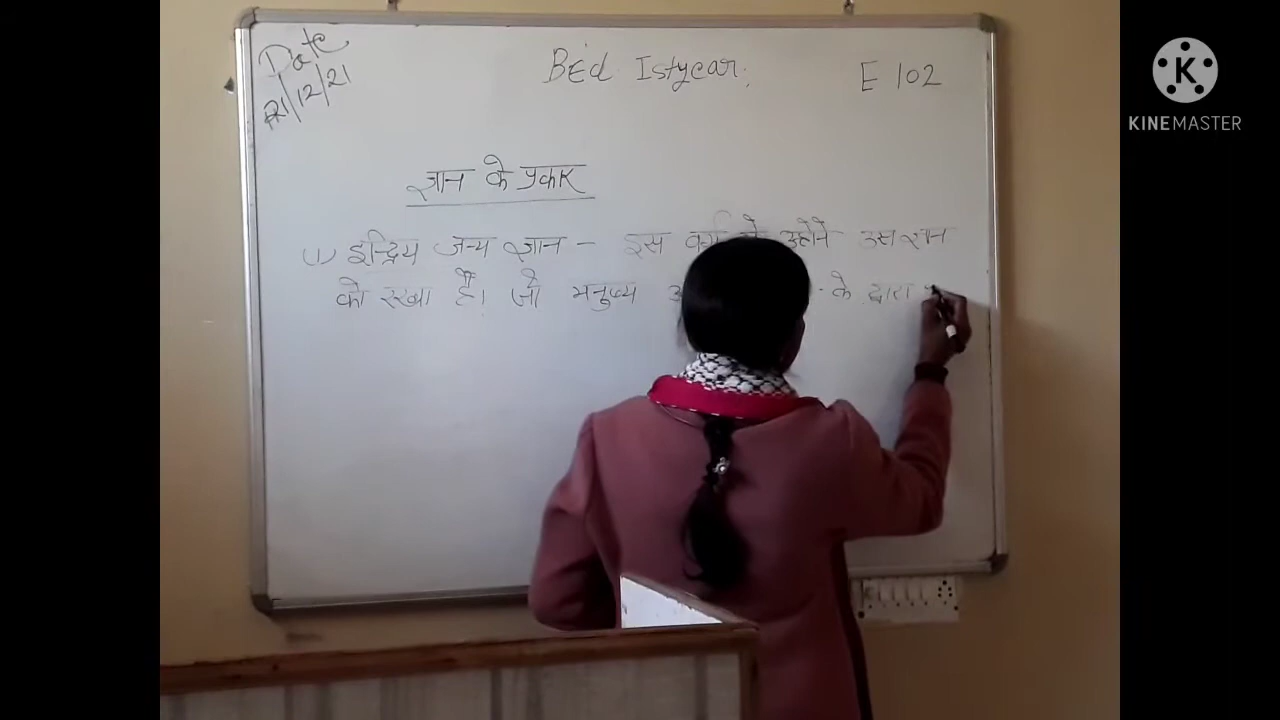 Date
21/12/21
BEd Istyear.
E 102
ज्ञान के प्रकार
(1) इन्द्रिय जन्य ज्ञान - इस वर्ग उन्होंने उस ज्ञान
को रखा है। जो मनुष्य के द्वारा
KINEMASTER